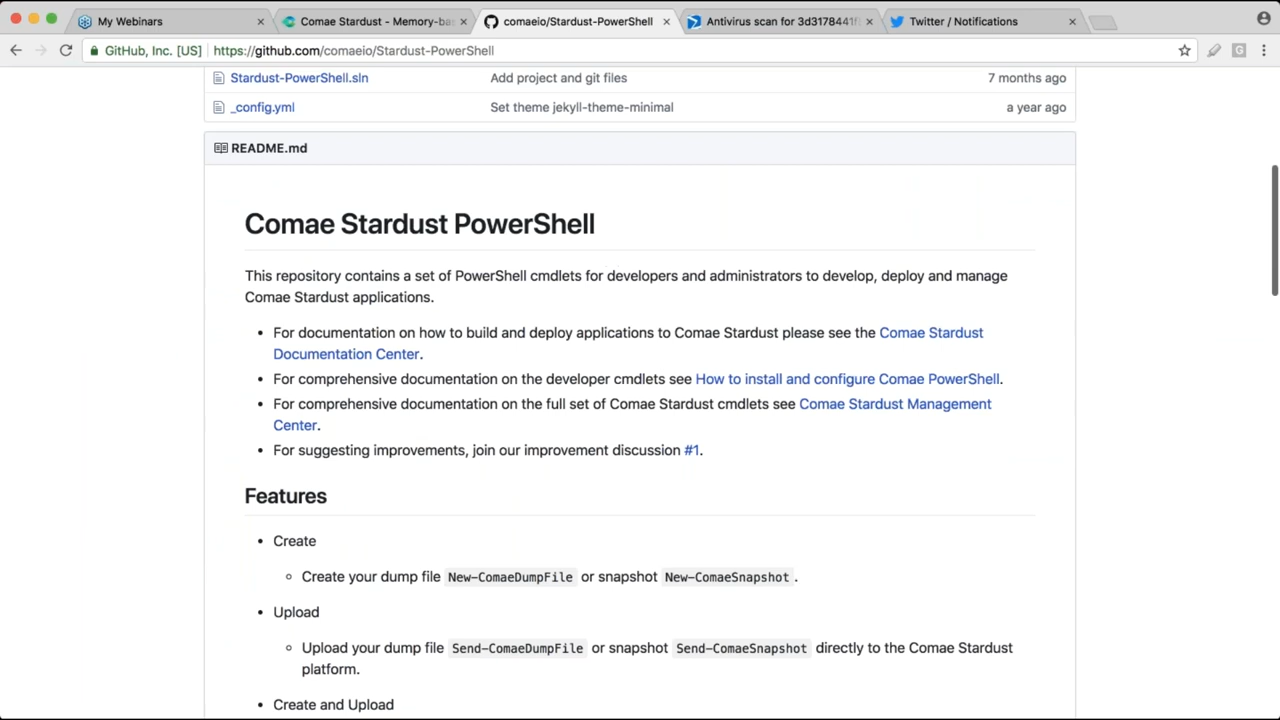 My Webinars
Comae Stardust - Memory-ba
comaeio/Stardust-PowerShell
Antivirus scan for 3d3178441f
Twitter / Notifications
GitHub, Inc. [US]
https://github.com/comaeio/Stardust-PowerShell
Stardust-PowerShell.sln Add project and git files 7 months ago
_config.yml Set theme jekyll-theme-minimal a year ago
README.md
Comae Stardust PowerShell
This repository contains a set of PowerShell cmdlets for developers and administrators to develop, deploy and manage
Comae Stardust applications.
• For documentation on how to build and deploy applications to Comae Stardust please see the Comae Stardust
Documentation Center.
• For comprehensive documentation on the developer cmdlets see How to install and configure Comae PowerShell.
• For comprehensive documentation on the full set of Comae Stardust cmdlets see Comae Stardust Management
Center.
• For suggesting improvements, join our improvement discussion #1.
Features
• Create
◦ Create your dump file New-ComaeDumpFile or snapshot New-ComaeSnapshot .
• Upload
◦ Upload your dump file Send-ComaeDumpFile or snapshot Send-ComaeSnapshot directly to the Comae Stardust
platform.
• Create and Upload